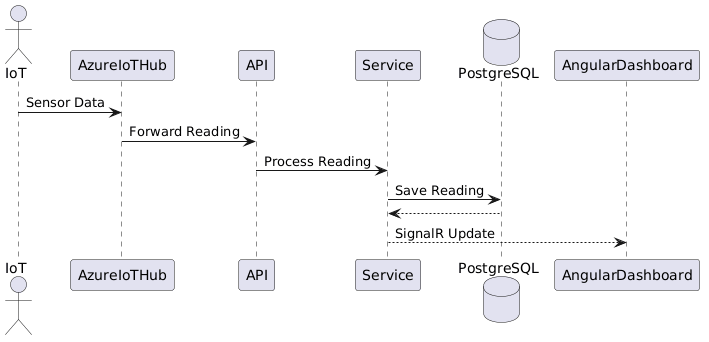 IoT
AzureIoTHub
API
Service
PostgreSQL
AngularDashboard
Sensor Data
Forward Reading
Process Reading
Save Reading
SignalR Update
IoT
AzureIoTHub
API
Service
PostgreSQL
AngularDashboard